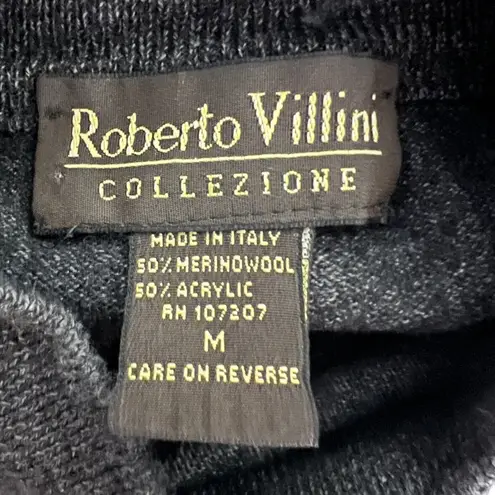 Roberto Villini
COLLEZIONE
MADE IN ITALY
50% MERINOWOOL
50% ACRYLIC
RN 107207
M
CARE ON REVERSE